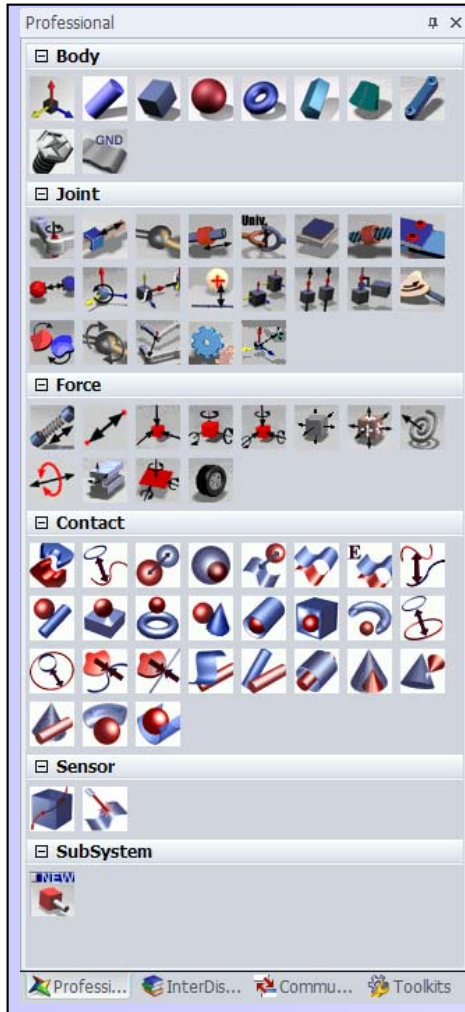 Professional
Body
GND
Joint
Univ.
Force
Contact
E
Sensor
SubSystem
NEW
Professi... InterDis... Commu... Toolkits